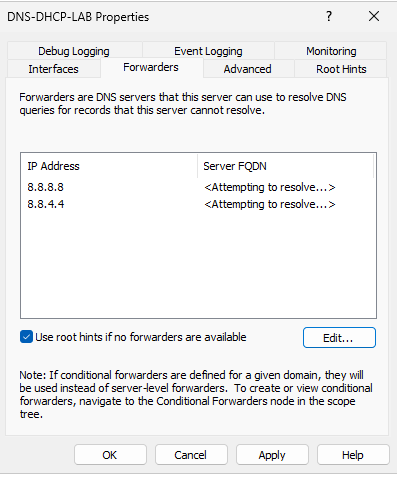 DNS-DHCP-LAB Properties
?
Debug Logging Event Logging Monitoring
Interfaces Forwarders Advanced Root Hints
Forwarders are DNS servers that this server can use to resolve DNS
queries for records that this server cannot resolve.
IP Address Server FQDN
8.8.8.8 <Attempting to resolve...>
8.8.4.4 <Attempting to resolve...>
Use root hints if no forwarders are available Edit...
Note: If conditional forwarders are defined for a given domain, they will
be used instead of server-level forwarders. To create or view conditional
forwarders, navigate to the Conditional Forwarders node in the scope
tree.
OK Cancel Apply Help